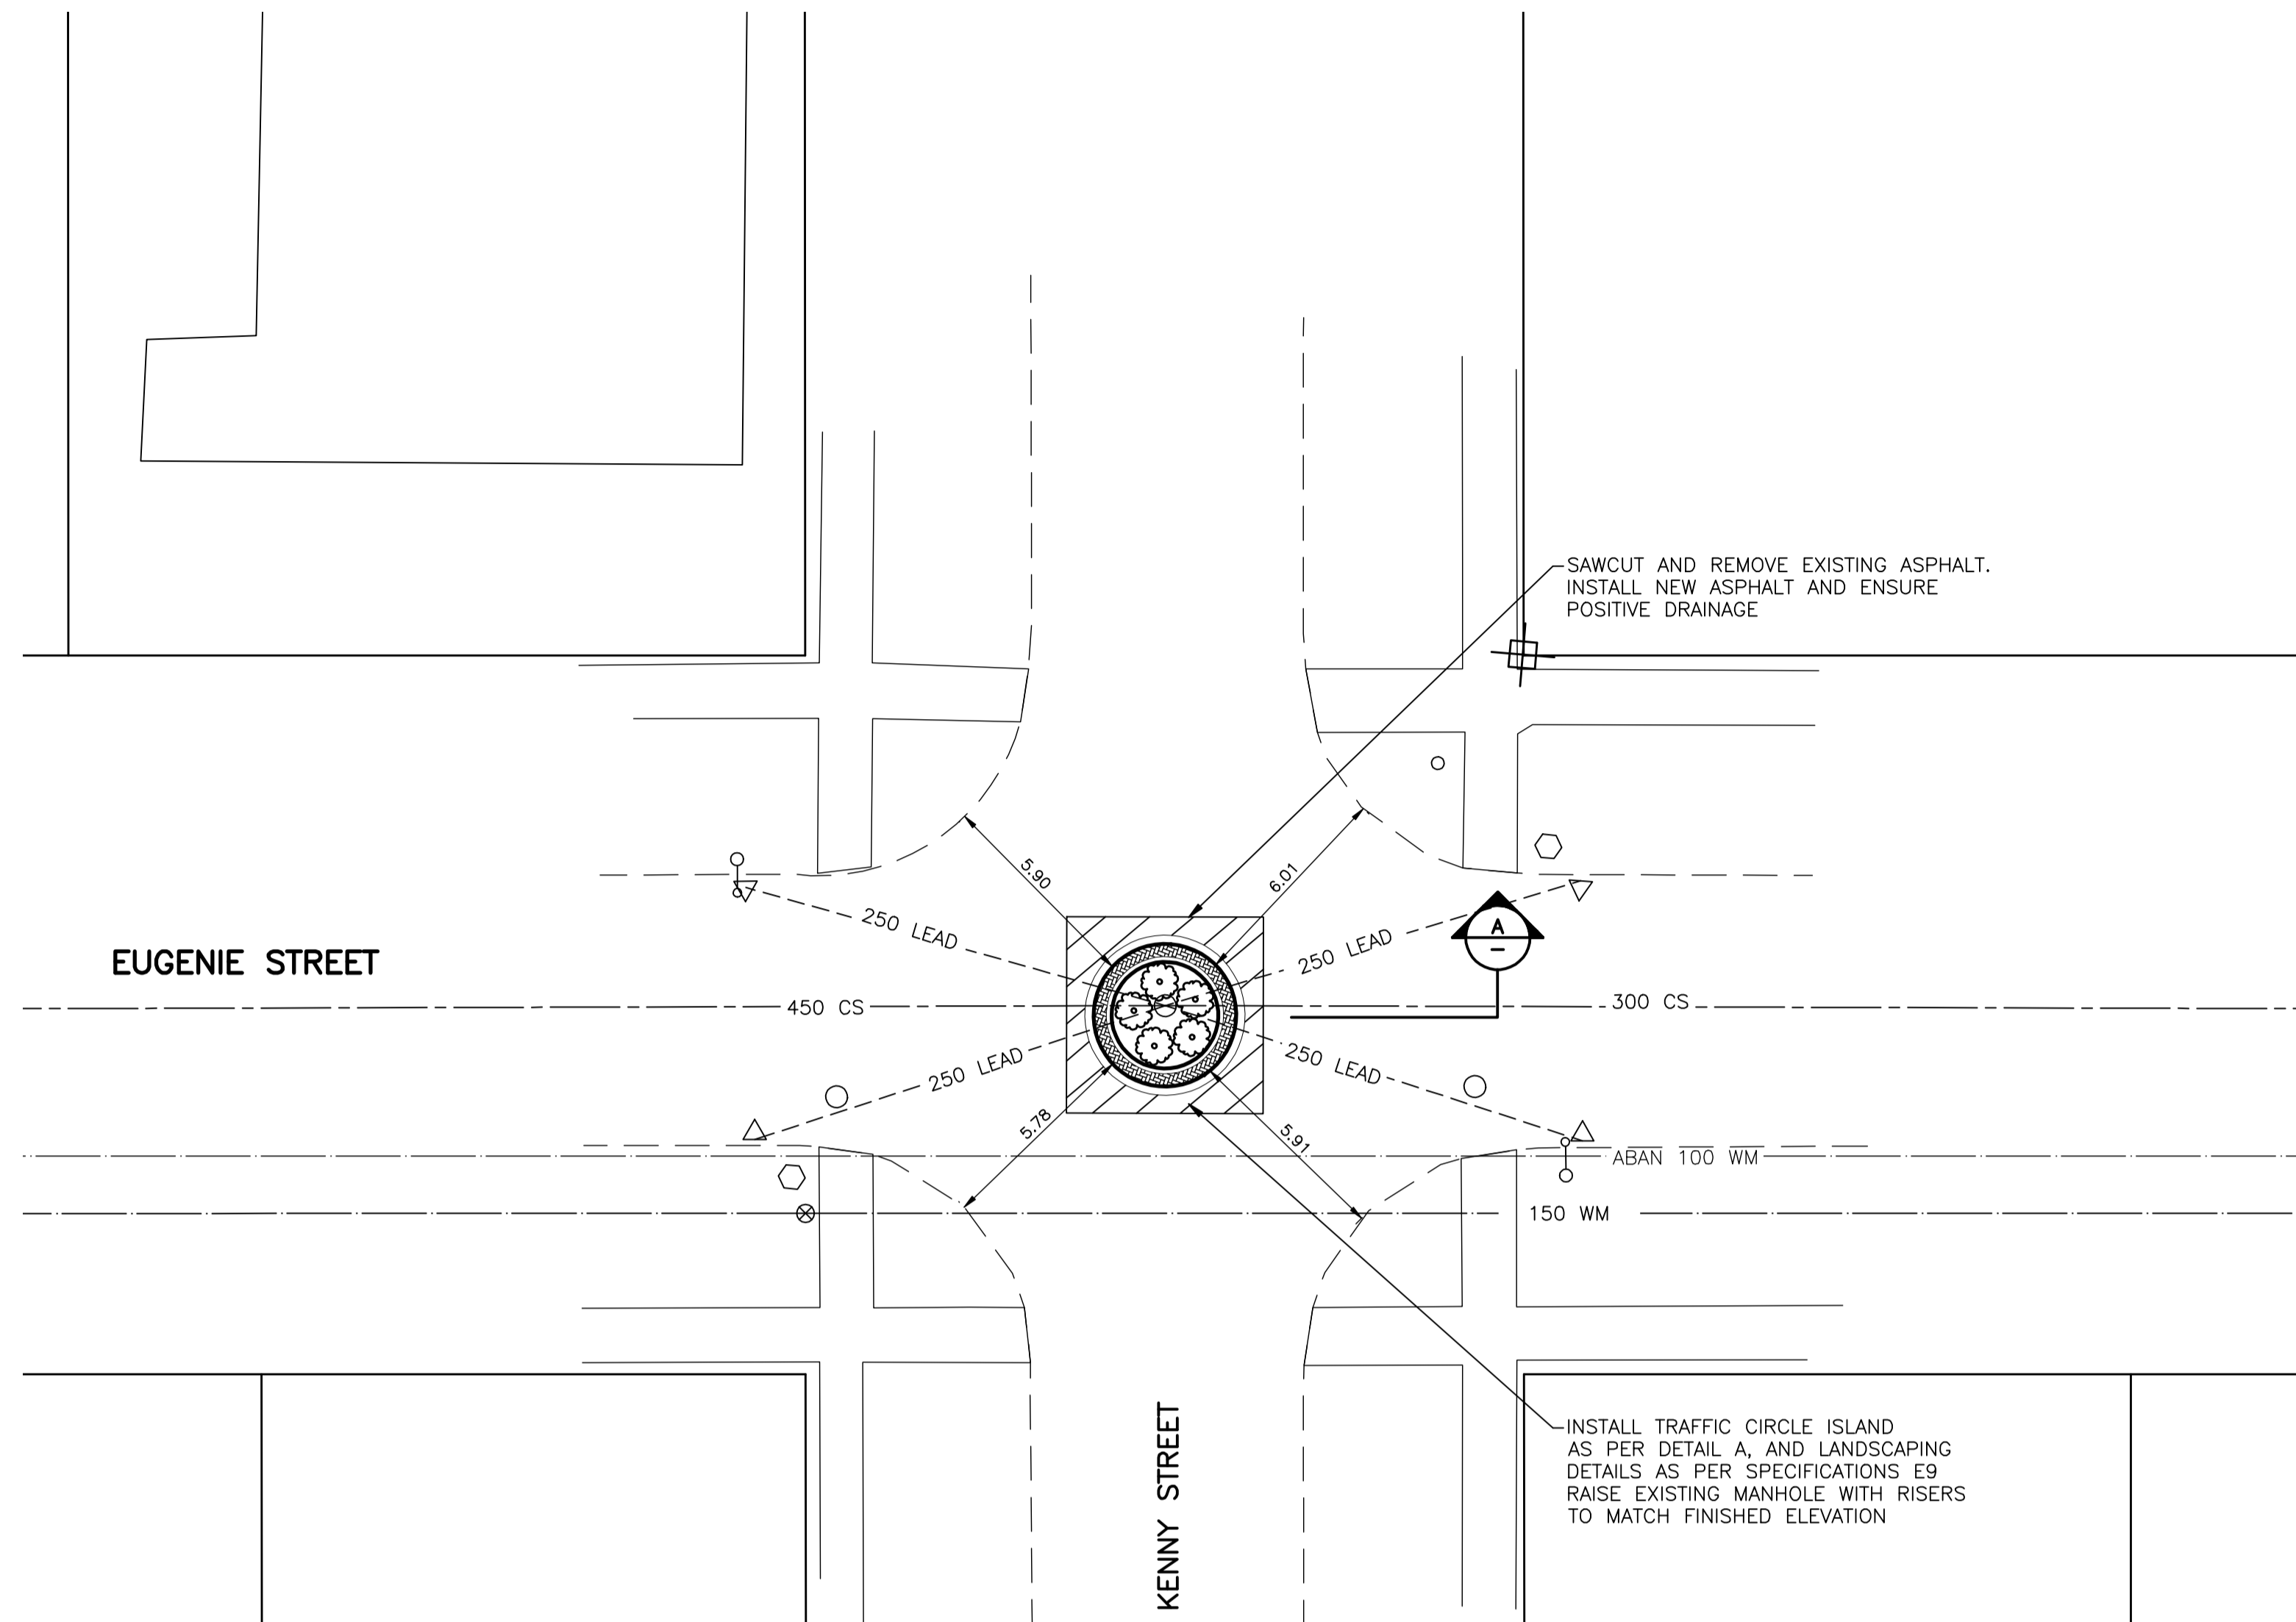 SAWCUT AND REMOVE EXISTING ASPHALT.
INSTALL NEW ASPHALT AND ENSURE
POSITIVE DRAINAGE
5.90
6.01
250 LEAD
250 LEAD
A
EUGENIE STREET
450 CS
300 CS
250 LEAD
250 LEAD
5.78
5.91
ABAN 100 WM
150 WM
KENNY STREET
INSTALL TRAFFIC CIRCLE ISLAND
AS PER DETAIL A, AND LANDSCAPING
DETAILS AS PER SPECIFICATIONS E9
RAISE EXISTING MANHOLE WITH RISERS
TO MATCH FINISHED ELEVATION